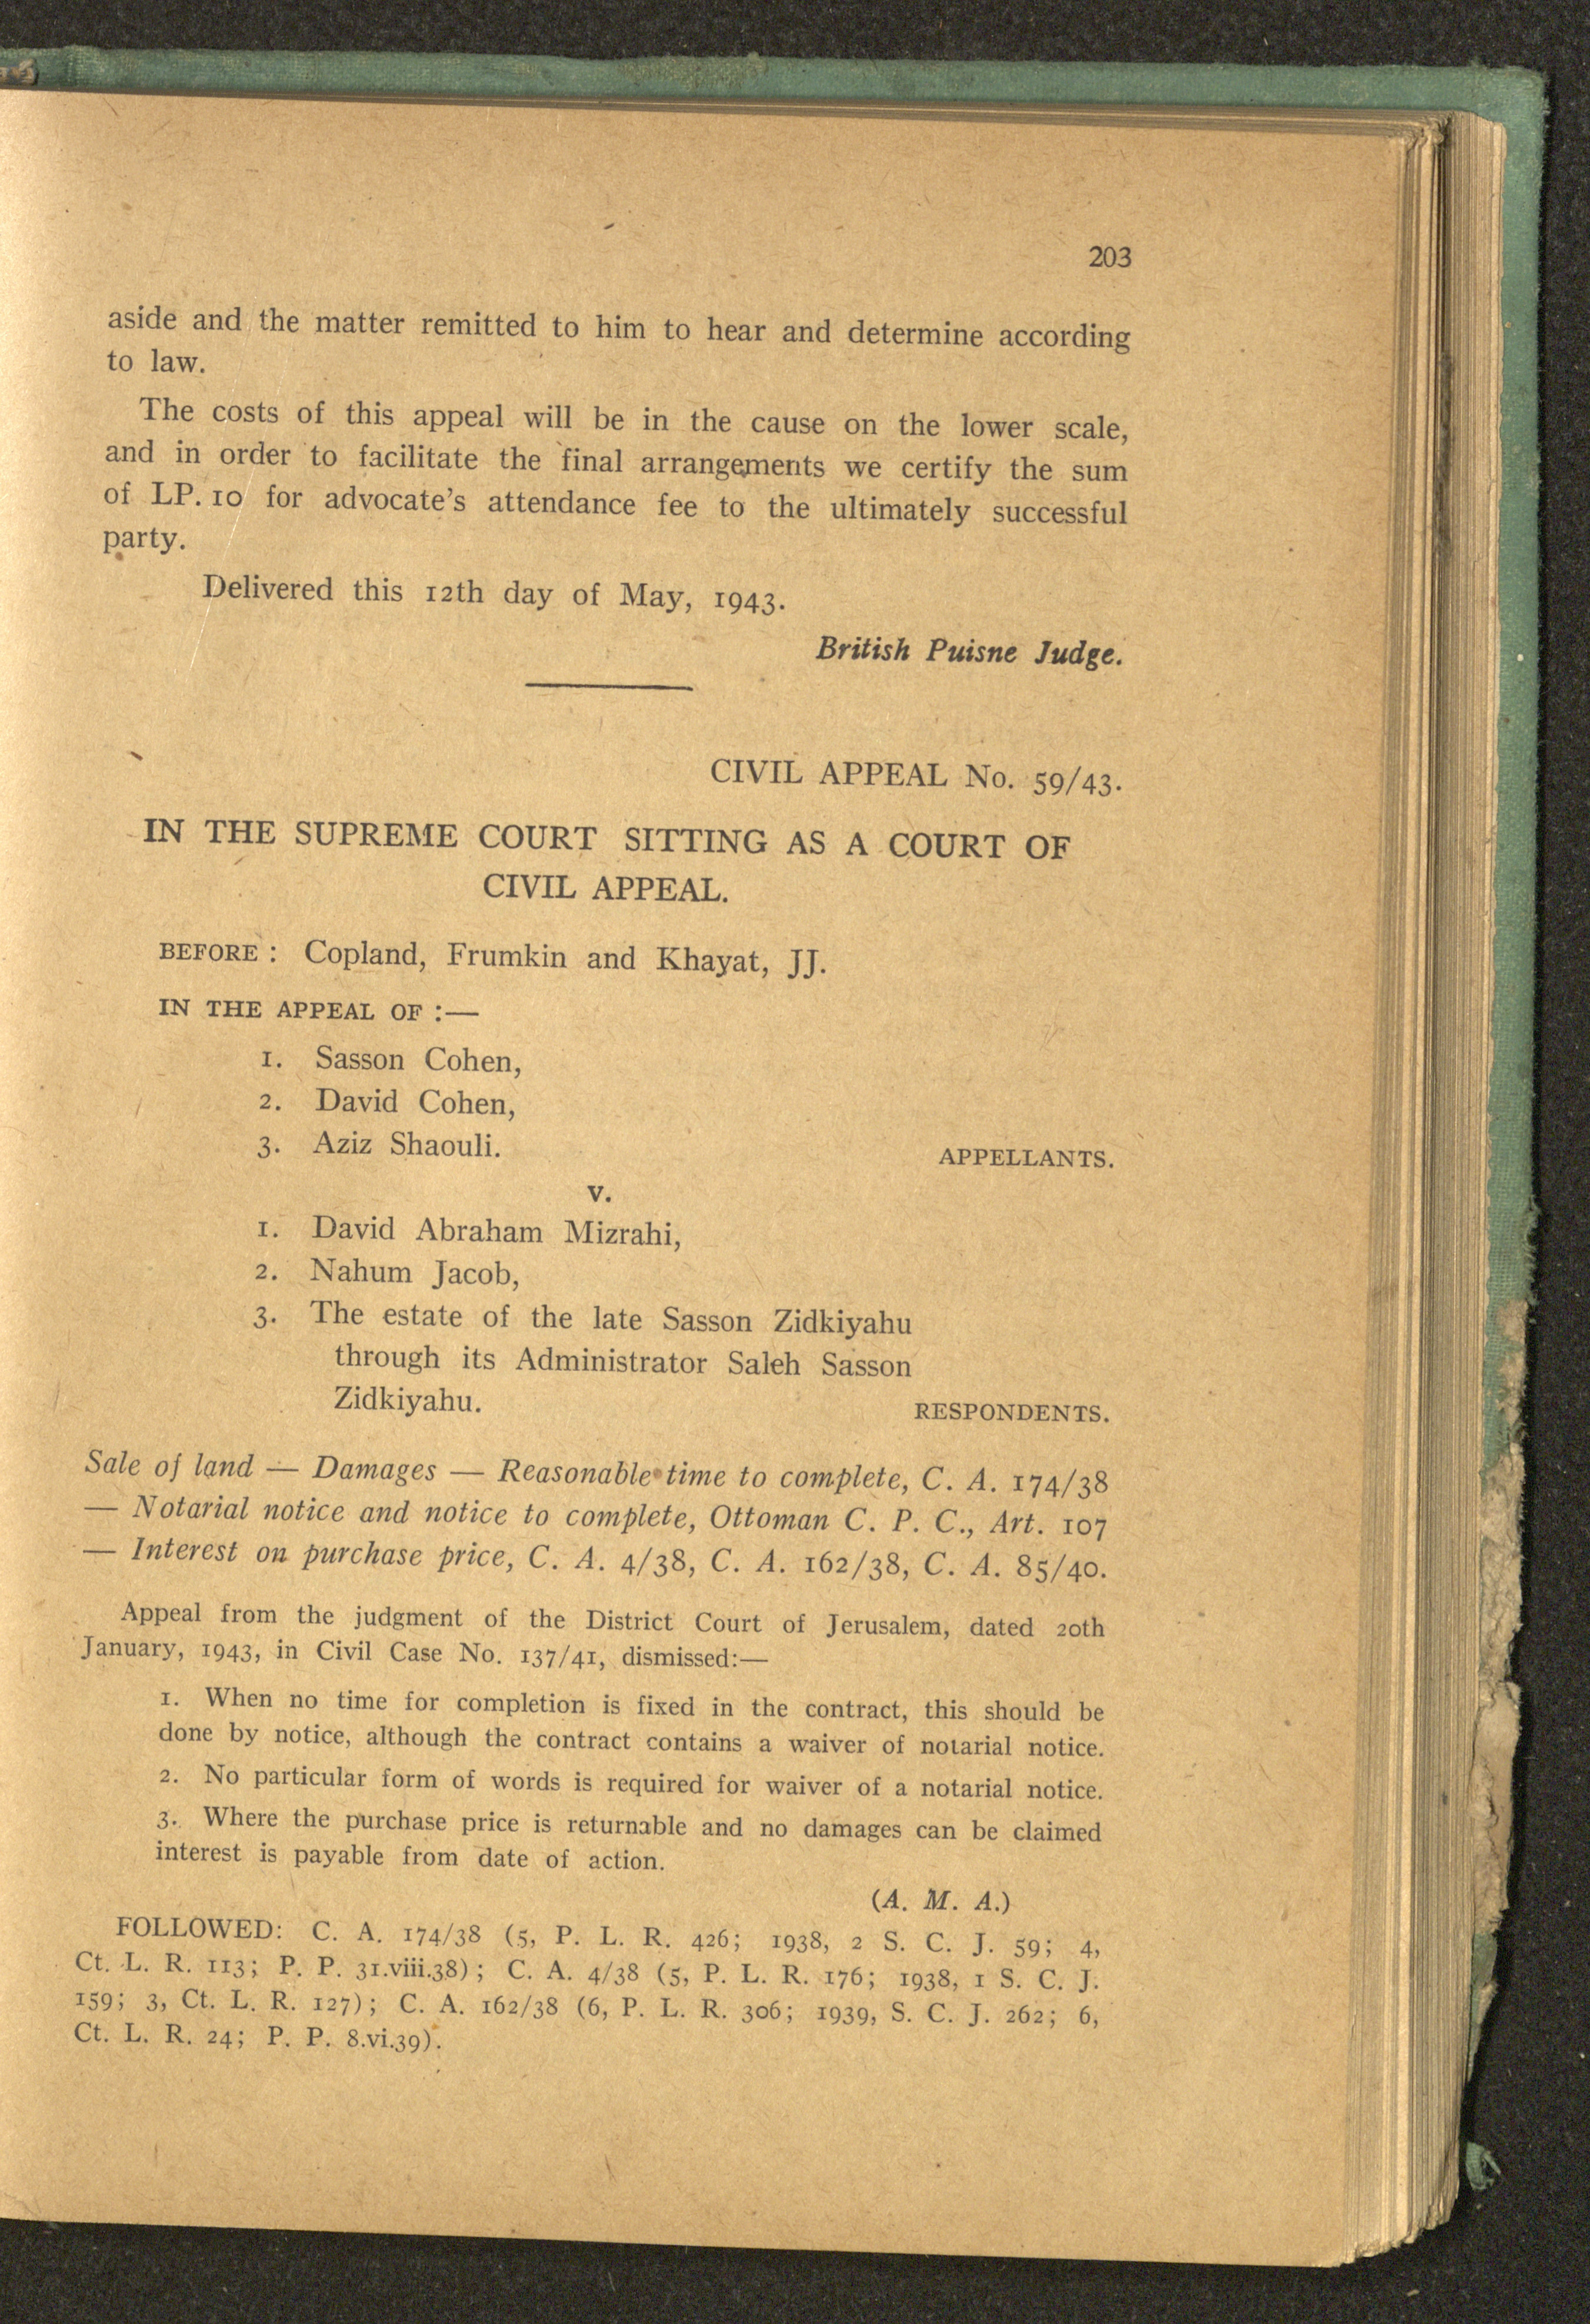 203
aside and the matter remitted to him to hear and determine according
to law.
The costs of this appeal will be in the cause on the lower scale,
and in order to facilitate the final arrangements we certify the sum
of LP. 10 for advocate's attendance fee to the ultimately successful
party.
Delivered this 12th day of May, 1943.
British Puisne Judge.
CIVIL APPEAL No. 59/43.
IN THE SUPREME COURT SITTING AS A COURT OF
CIVIL APPEAL.
BEFORE : Copland, Frumkin and Khayat, JJ.
IN THE APPEAL OF :—
1. Sasson Cohen,
2. David Cohen,
3. Aziz Shaouli.
APPELLANTS.
v.
1. David Abraham Mizrahi,
2. Nahum Jacob,
3. The estate of the late Sasson Zidkiyahu
through its Administrator Saleh Sasson
Zidkiyahu.
RESPONDENTS.
Sale of land — Damages — Reasonable time to complete, C. A. 174/38
— Notarial notice and notice to complete, Ottoman C. P. C., Art. 107
— Interest on purchase price, C. A. 4/38, C. A. 162/38, C. A. 85/40.
Appeal from the judgment of the District Court of Jerusalem, dated 20th
January, 1943, in Civil Case No. 137/41, dismissed:—
1. When no time for completion is fixed in the contract, this should be
done by notice, although the contract contains a waiver of notarial notice.
2. No particular form of words is required for waiver of a notarial notice.
3. Where the purchase price is returnable and no damages can be claimed
interest is payable from date of action.
(A. M. A.)
FOLLOWED: C. A. 174/38 (5, P. L. R. 426; 1938, 2 S. C. J. 59; 4,
Ct. L. R. 113; P. P. 31.viii.38); C. A. 4/38 (5, P. L. R. 176; 1938, 1 S. C. J.
159; 3, Ct. L. R. 127); C. A. 162/38 (6, P. L. R. 306; 1939, S. C. J. 262; 6,
Ct. L. R. 24; P. P. 8.vi.39).